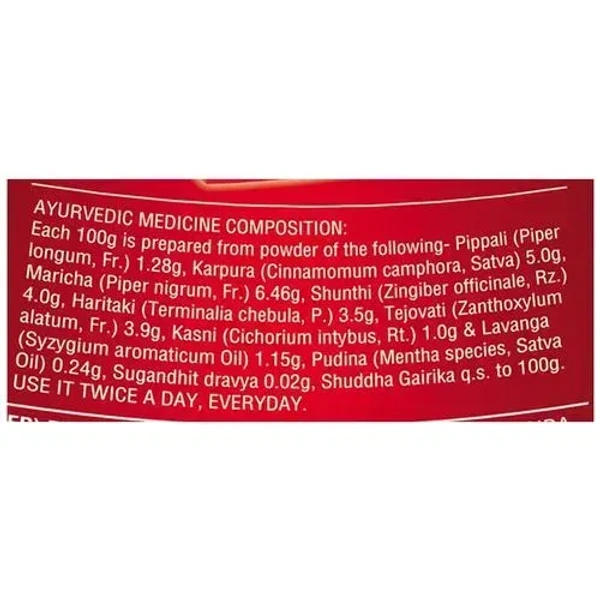 AYURVEDIC MEDICINE COMPOSITION:
Each 100g is prepared from powder of the following- Pippali (Piper
longum, Fr.) 1.28g, Karpura (Cinnamomum camphora, Satva) 5.0g,
Maricha (Piper nigrum, Fr.) 6.46g, Shunthi (Zingiber officinale, Rz.)
4.0g, Haritaki (Terminalia chebula, P.) 3.5g, Tejovati (Zanthoxylum
alatum, Fr.) 3.9g, Kasni (Cichorium intybus, Rt.) 1.0g & Lavanga
(Syzygium aromaticum Oil) 1.15g, Pudina (Mentha species, Satva
Oil) 0.24g, Sugandhit dravya 0.02g, Shuddha Gairika q.s. to 100g.
USE IT TWICE A DAY, EVERYDAY.